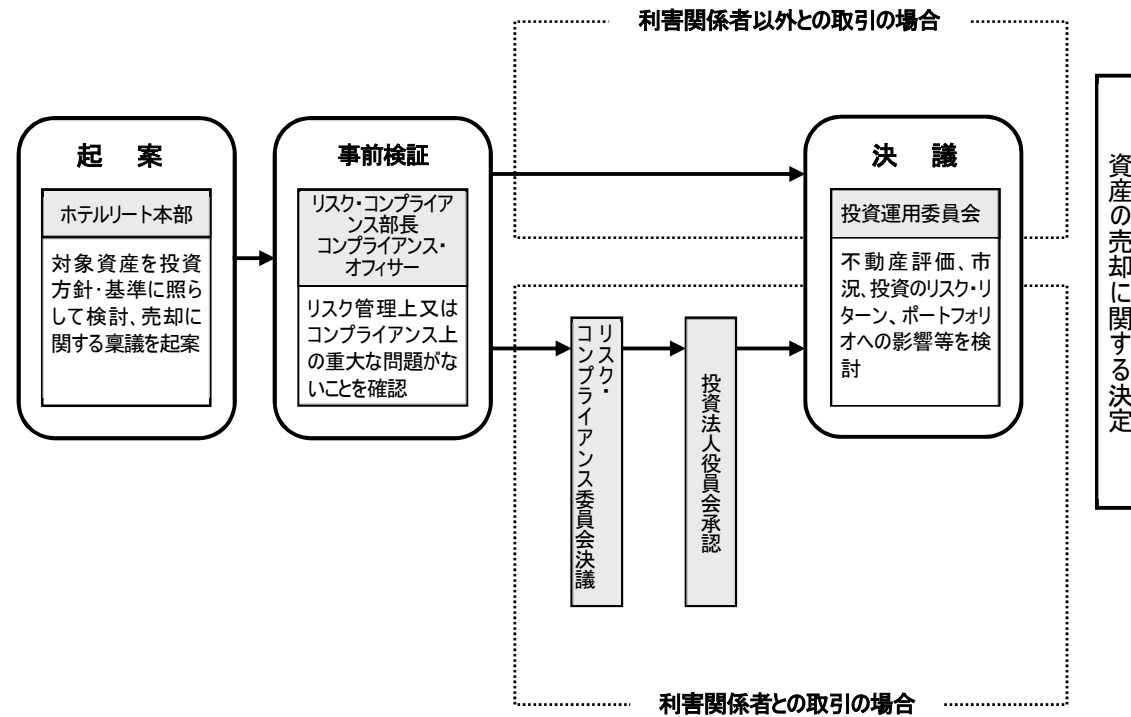 利害関係者以外との取引の場合
起 案
ホテルリート本部
対象資産を投資
方針・基準に照ら
して検討、売却に
関する稟議を起案
事前検証
リスク・コンプライア
ンス部長
コンプライアンス・
オフィサー
リスク管理上又は
コンプライアンス上
の重大な問題がな
いことを確認
リスク・
コンプライアンス委員会決議
投資法人役員会承認
決 議
投資運用委員会
不動産評価、市
況、投資のリスク・リ
ターン、ポートフォリ
オへの影響等を検
討
資産の売却に関する決定
利害関係者との取引の場合